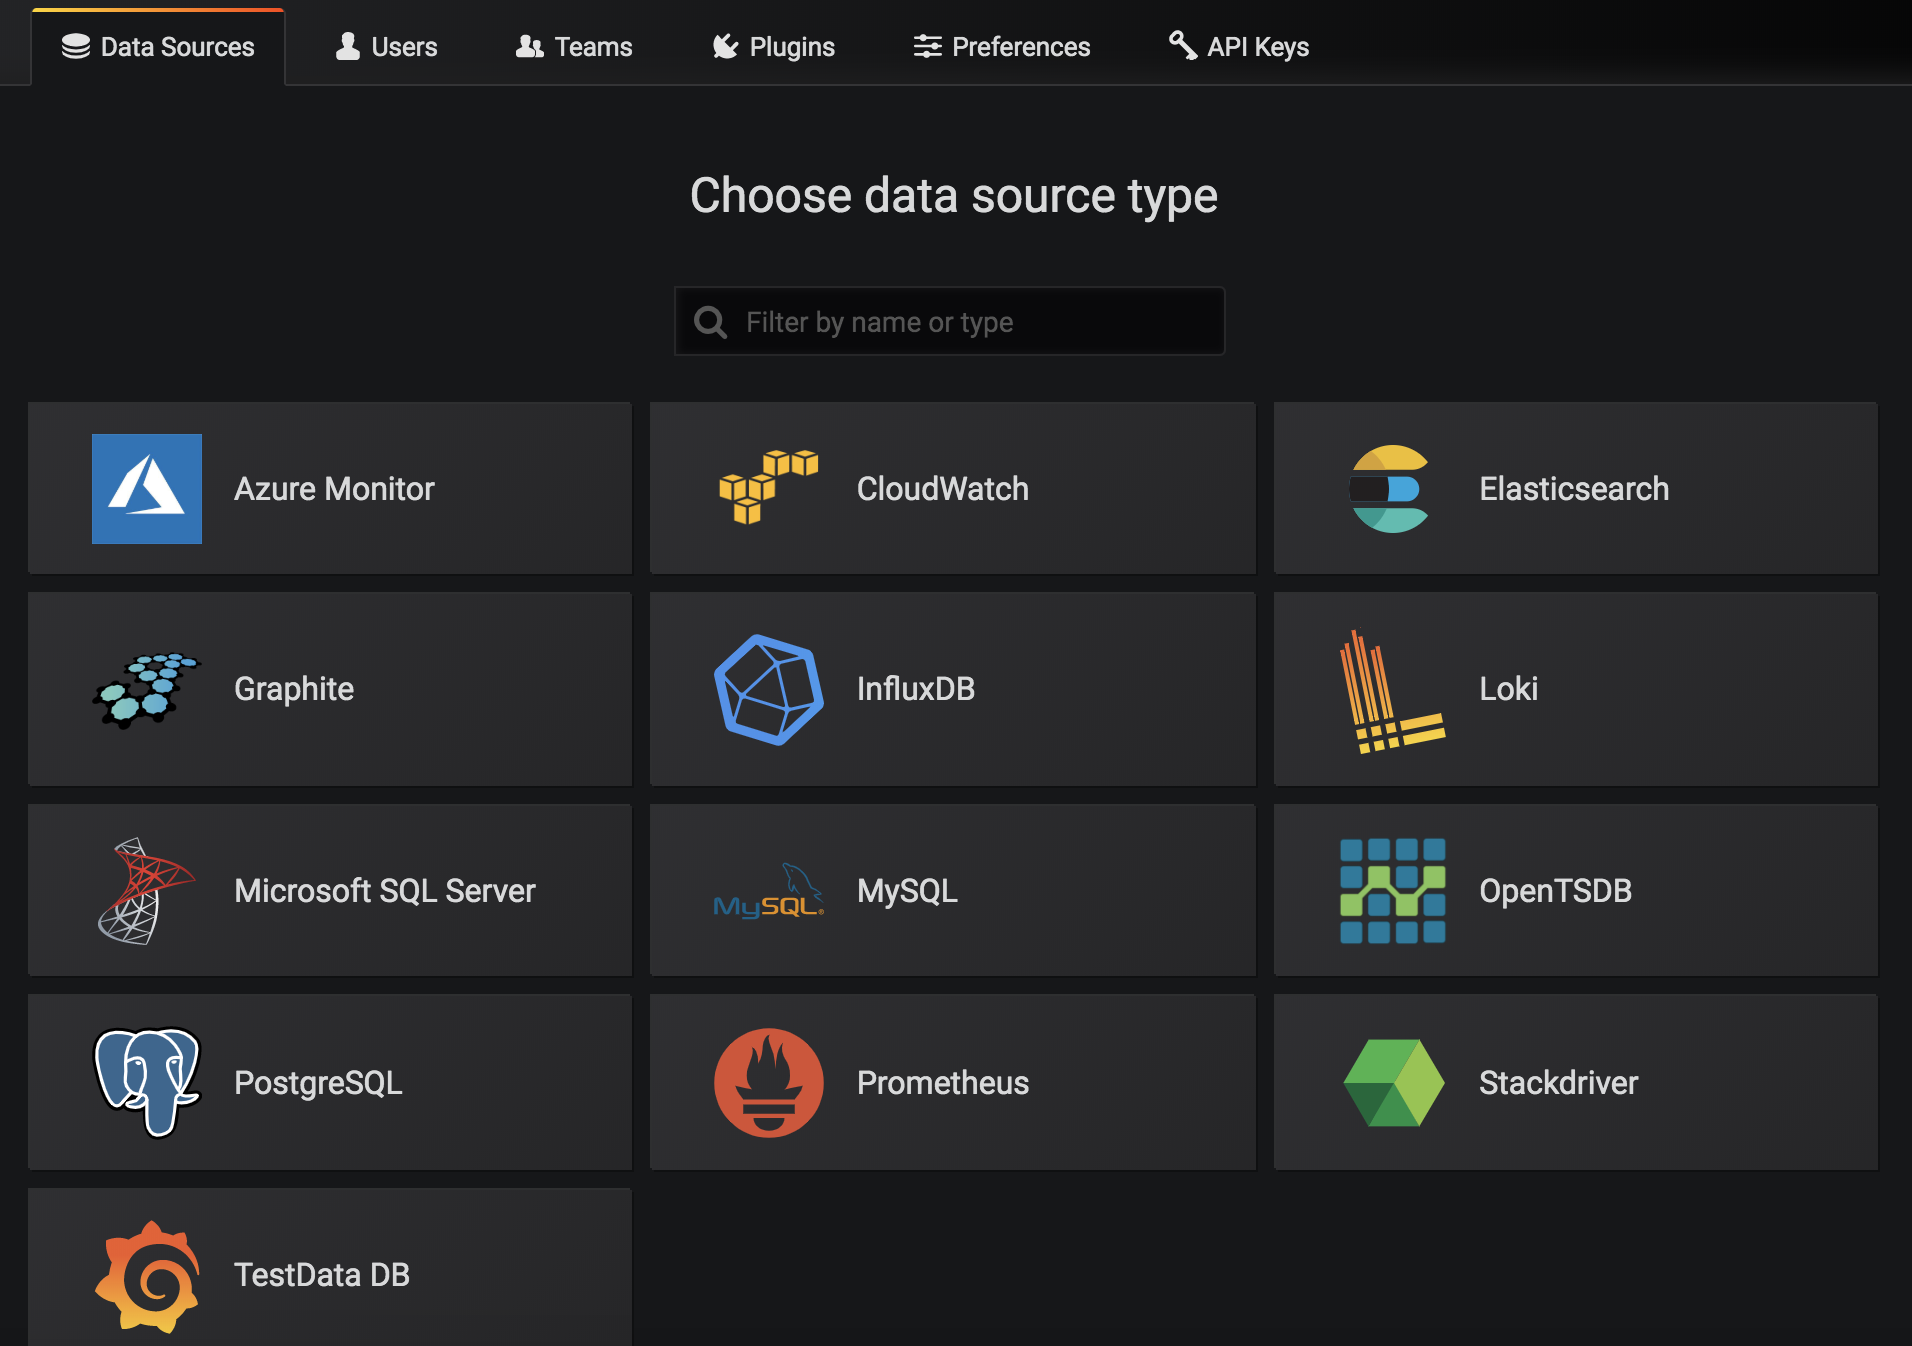 Data Sources
Users
Teams
Plugins
Preferences
API Keys
Choose data source type
Filter by name or type
Azure Monitor
CloudWatch
Elasticsearch
Graphite
InfluxDB
Loki
Microsoft SQL Server
MySQL®
MySQL
OpenTSDB
PostgreSQL
Prometheus
Stackdriver
TestData DB